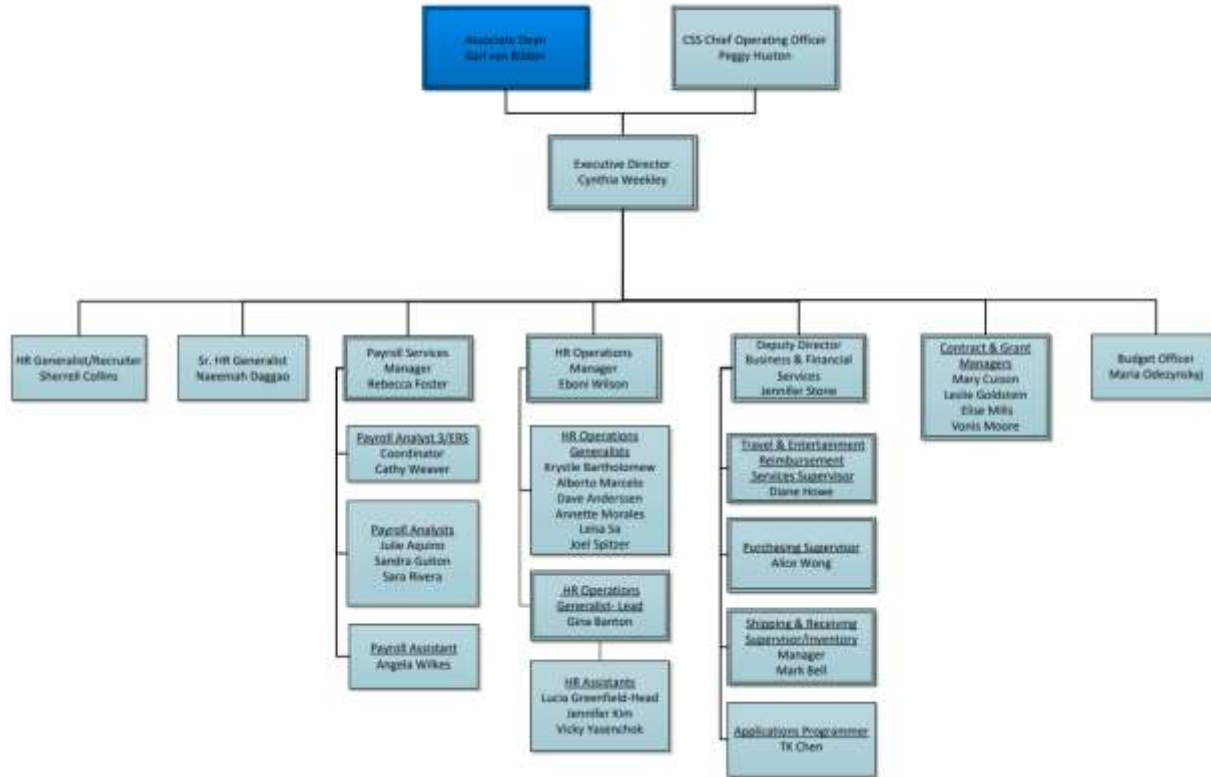 Associate Dean
Karl van Bibber
CSS Chief Operating Officer
Peggy Huston
Executive Director
Cynthia Weekley
HR Generalist/Recruiter
Sherrell Collins
Sr. HR Generalist
Naeemah Daggao
Payroll Services
Manager
Rebecca Foster
HR Operations
Manager
Eboni Wilson
Deputy Director
Business & Financial
Services
Jennifer Stone
Contract & Grant
Managers
Mary Cuison
Leslie Goldstein
Elise Mills
Vonis Moore
Budget Officer
Maria
Payroll Analyst 3/ERS
Coordinator
Cathy Weaver
Payroll Analysts
Julie Aquino
Sandra Guiton
Sara Rivera
Payroll Assistant
Angela Wilkes
HR Operations
Generalists
Krystle Bartholomew
Alberto Marcelo
Dave Anderssen
Annette Morales
Leisa Sa
Joel Spitzer
HR Operations
Generalist- Lead
Gina Banton
HR Assistants
Lucia Greenfield-Head
Jennifer Kim
Vicky Yasenchok
Travel & Entertainment
Reimbursement
Services Supervisor
Diane Howe
Purchasing Supervisor
Alice Wong
Shipping & Receiving
Supervisor/Inventory
Manager
Mark Bell
Applications Programmer
TK Chen